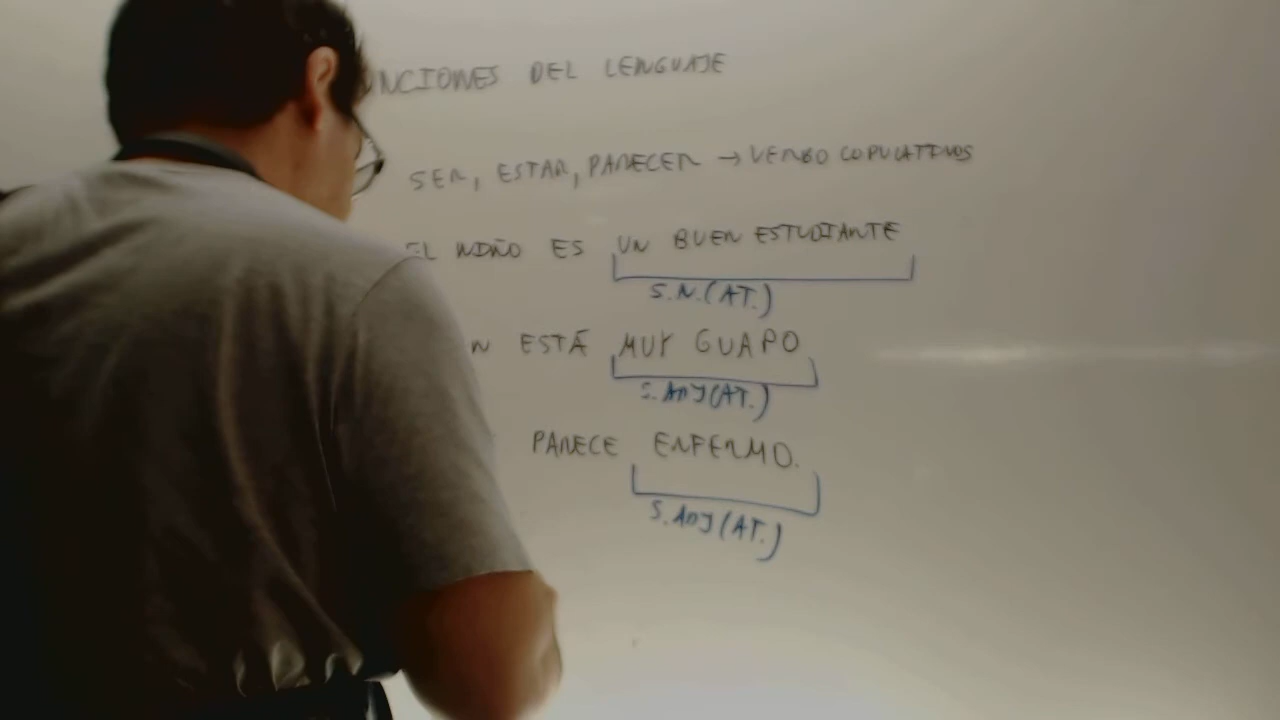 UNCIONES DEL LENGUAJE
SER, ESTAR, PARECER → VERBO COPULATIVOS
EL NIÑO ES UN BUEN ESTUDIANTE
S.N.(AT.)
N ESTÁ MUY GUAPO
S.ADJ(AT.)
PARECE ENFERMO.
S.ADJ(AT.)